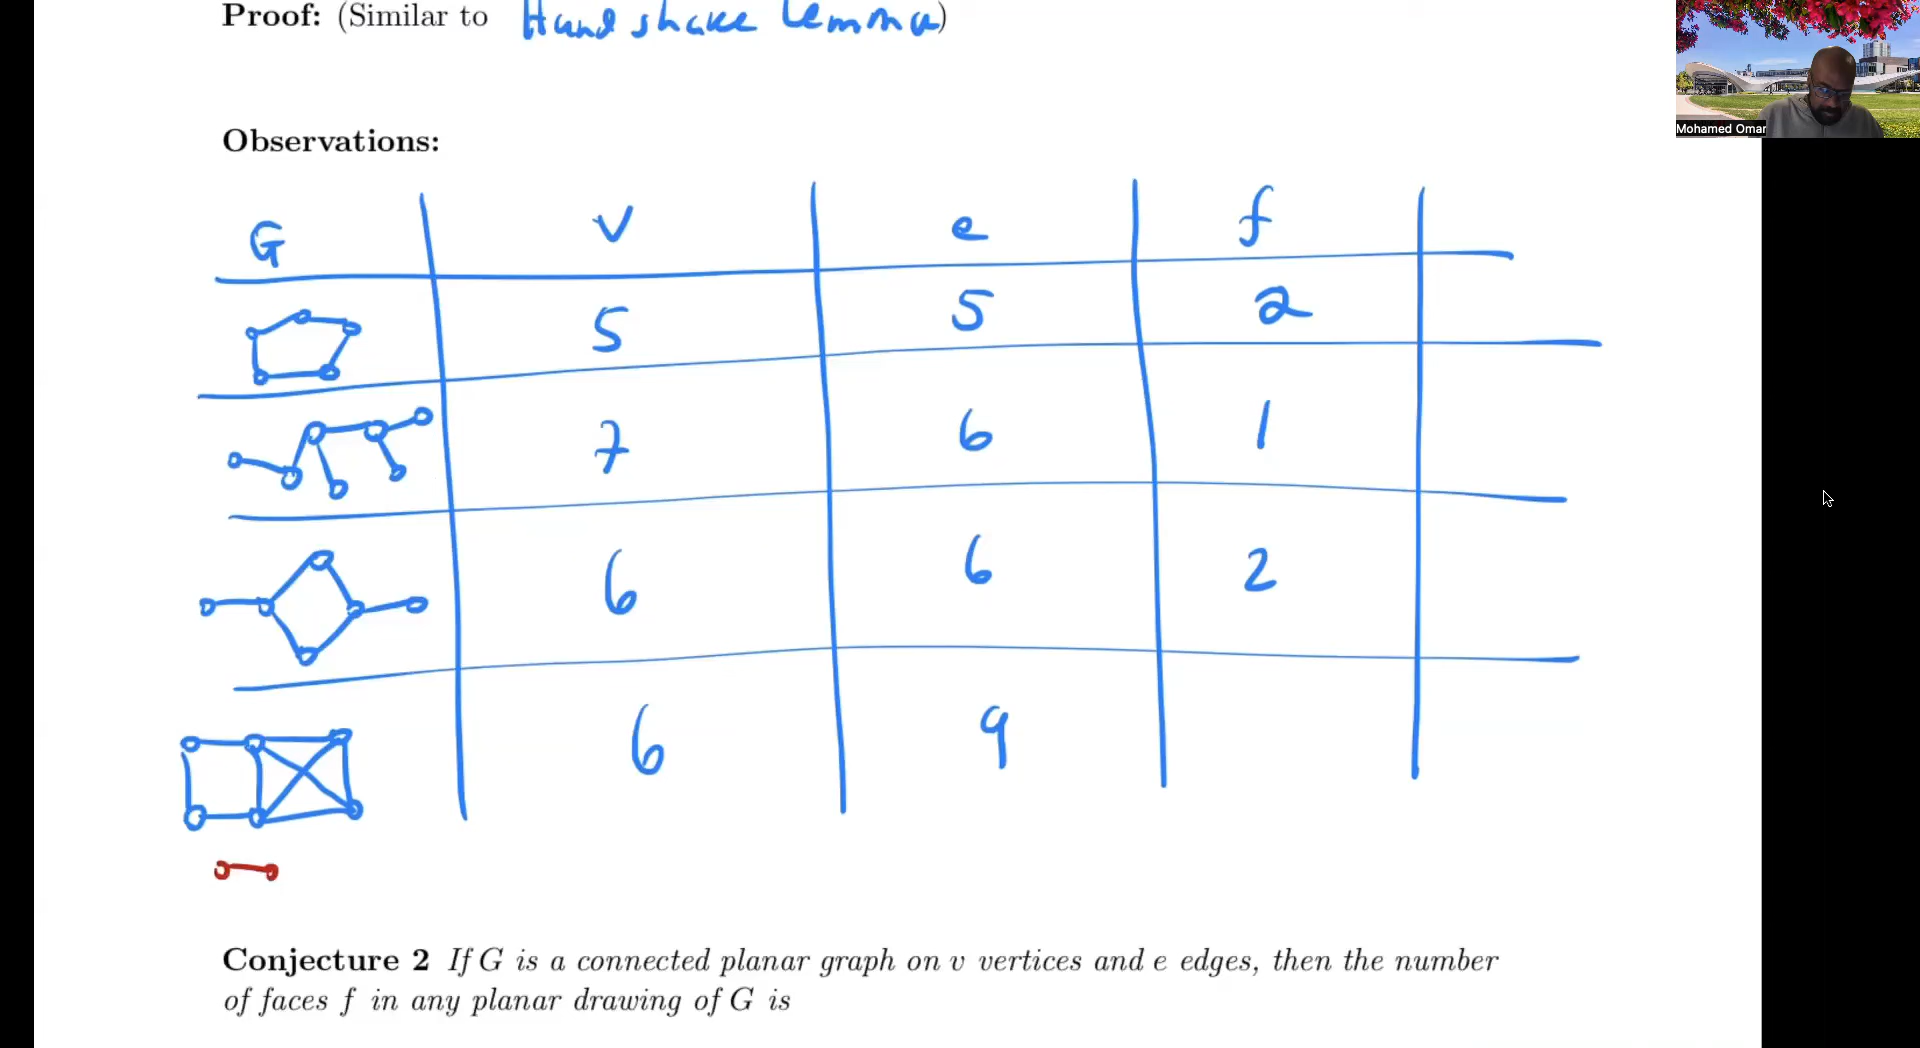 Proof: (Similar to Handshake Lemma)
Mohamed Omar
Observations:
G v e f
5 5 2
7 6 1
6 6 2
6 9
Conjecture 2 If G is a connected planar graph on v vertices and e edges, then the number
of faces f in any planar drawing of G is